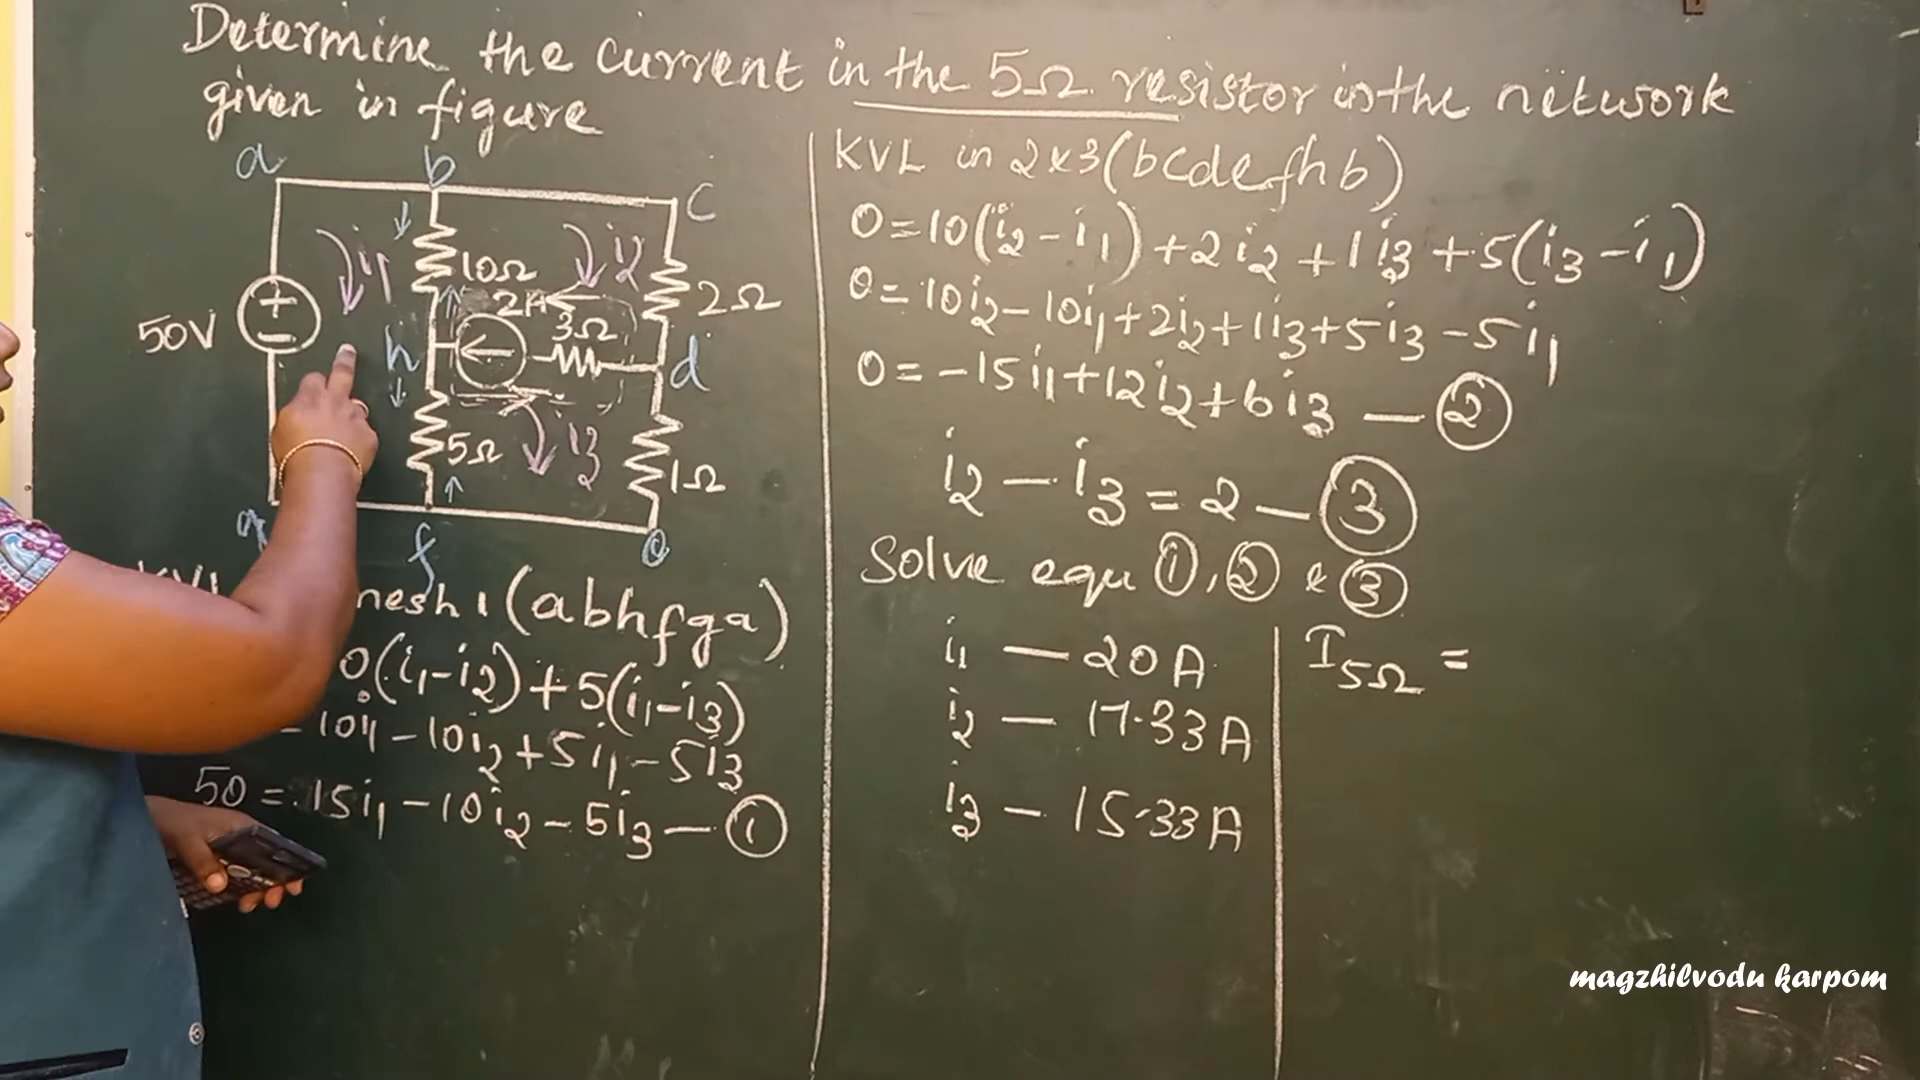 Determine the current in the 5Ω resistor in the network
given in figure
a b c
i1 10Ω i2 2Ω
2A 3Ω
50V
h d
5Ω i3 1Ω
f e
mesh 1 (abhfga)
0(i1-i2)+5(i1-i3)
10i1-10i2+5i1-5i3
50=15i1-10i2-5i3—①
KVL in 2&3(bcdefhb)
0=10(i2-i1)+2i2+1i3+5(i3-i1)
0=10i2-10i1+2i2+1i3+5i3-5i1
0=-15i1+12i2+6i3—②
i2-i3=2—③
Solve equ ①,② & ③
i1 — 20A
i2 — 17.33A
i3 — 15.33A
I5Ω =
magzhilvodu karpom